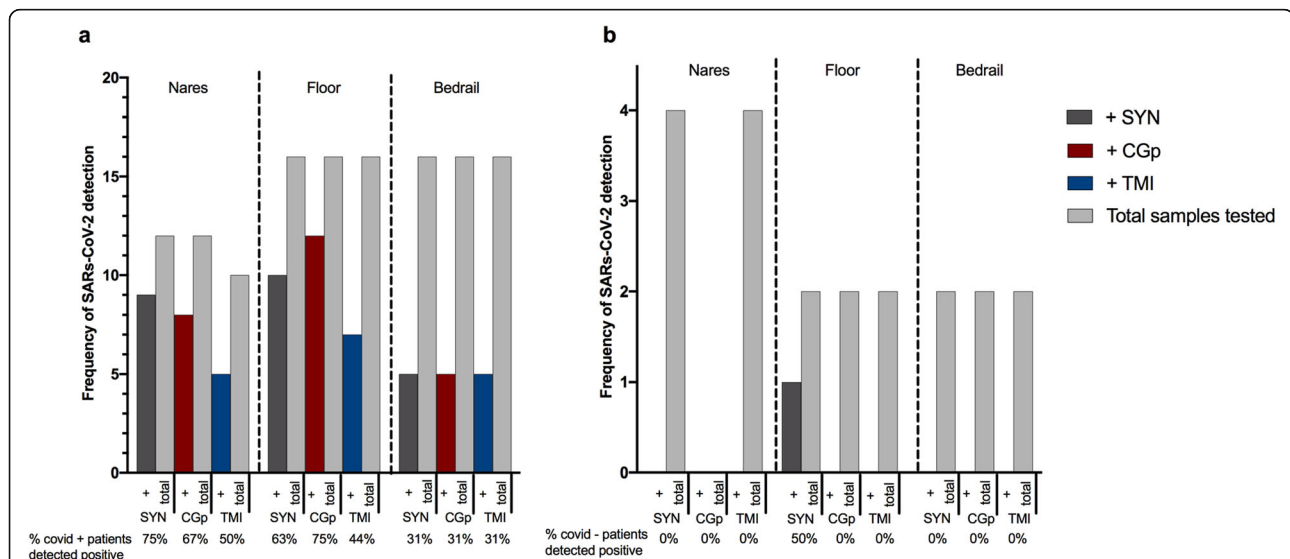 a
Nares Floor Bedrail
Frequency of SARs-CoV-2 detection
20
15
10
5
0
+ total + total + total + total + total + total + total + total + total
SYN CGp TMI SYN CGp TMI SYN CGp TMI
% covid + patients detected positive
75% 67% 50% 63% 75% 44% 31% 31% 31%
b
Nares Floor Bedrail
Frequency of SARs-CoV-2 detection
4
3
2
1
0
+ total + total + total + total + total + total + total + total + total
SYN CGp TMI SYN CGp TMI SYN CGp TMI
% covid - patients detected positive
0% 0% 0% 50% 0% 0% 0% 0% 0%
+ SYN
+ CGp
+ TMI
Total samples tested